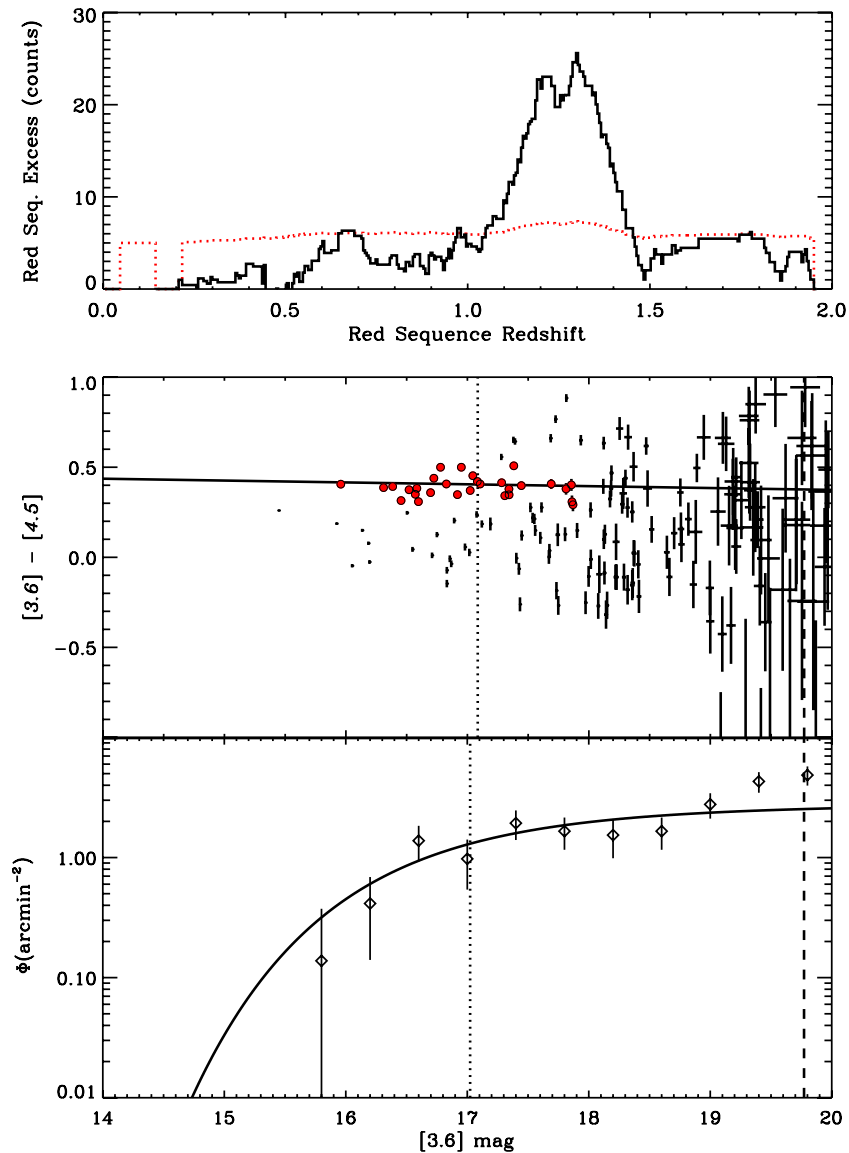 30
20
10
0
Red Seq. Excess (counts)
0.0 0.5 1.0 1.5 2.0
Red Sequence Redshift
1.0
0.5
0.0
−0.5
[3.6] − [4.5]
1.00
0.10
0.01
Φ(arcmin⁻²)
14 15 16 17 18 19 20
[3.6] mag